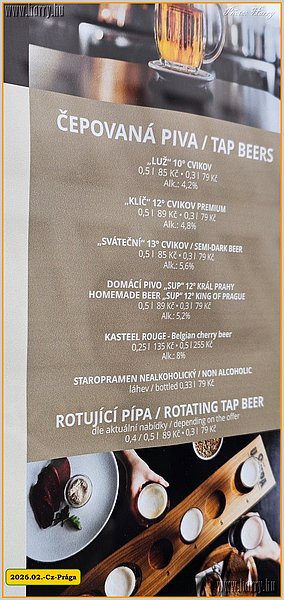 www.harry.hu
ČEPOVANÁ PIVA / TAP BEERS
„LUŽ" 10° CVIKOV
0,5 l 85 Kč • 0,3 l 79 Kč
Alk.: 4,2%
„KLÍČ" 12° CVIKOV PREMIUM
0,5 l 89 Kč • 0,3 l 79 Kč
Alk.: 4,8%
„SVÁTEČNÍ" 13° CVIKOV / SEMI-DARK BEER
0,5 l 85 Kč • 0,3 l 79 Kč
Alk.: 5,6%
DOMÁCÍ PIVO „SUP" 12° KRÁL PRAHY
HOMEMADE BEER „SUP" 12° KING OF PRAGUE
0,5 l 89 Kč • 0,3 l 79 Kč
Alk.: 5,2%
KASTEEL ROUGE - Belgian cherry beer
0,25 l 135 Kč • 0,5 l 255 Kč
Alk.: 8%
STAROPRAMEN NEALKOHOLICKÝ / NON ALCOHOLIC
láhev / bottled 0,33 l 79 Kč
ROTUJÍCÍ PÍPA / ROTATING TAP BEER
dle aktuální nabídky / depending on the offer
0,4 / 0,5 l 89 Kč • 0,3 l 79 Kč
2026.02.-Cz-Prága
www.harry.hu